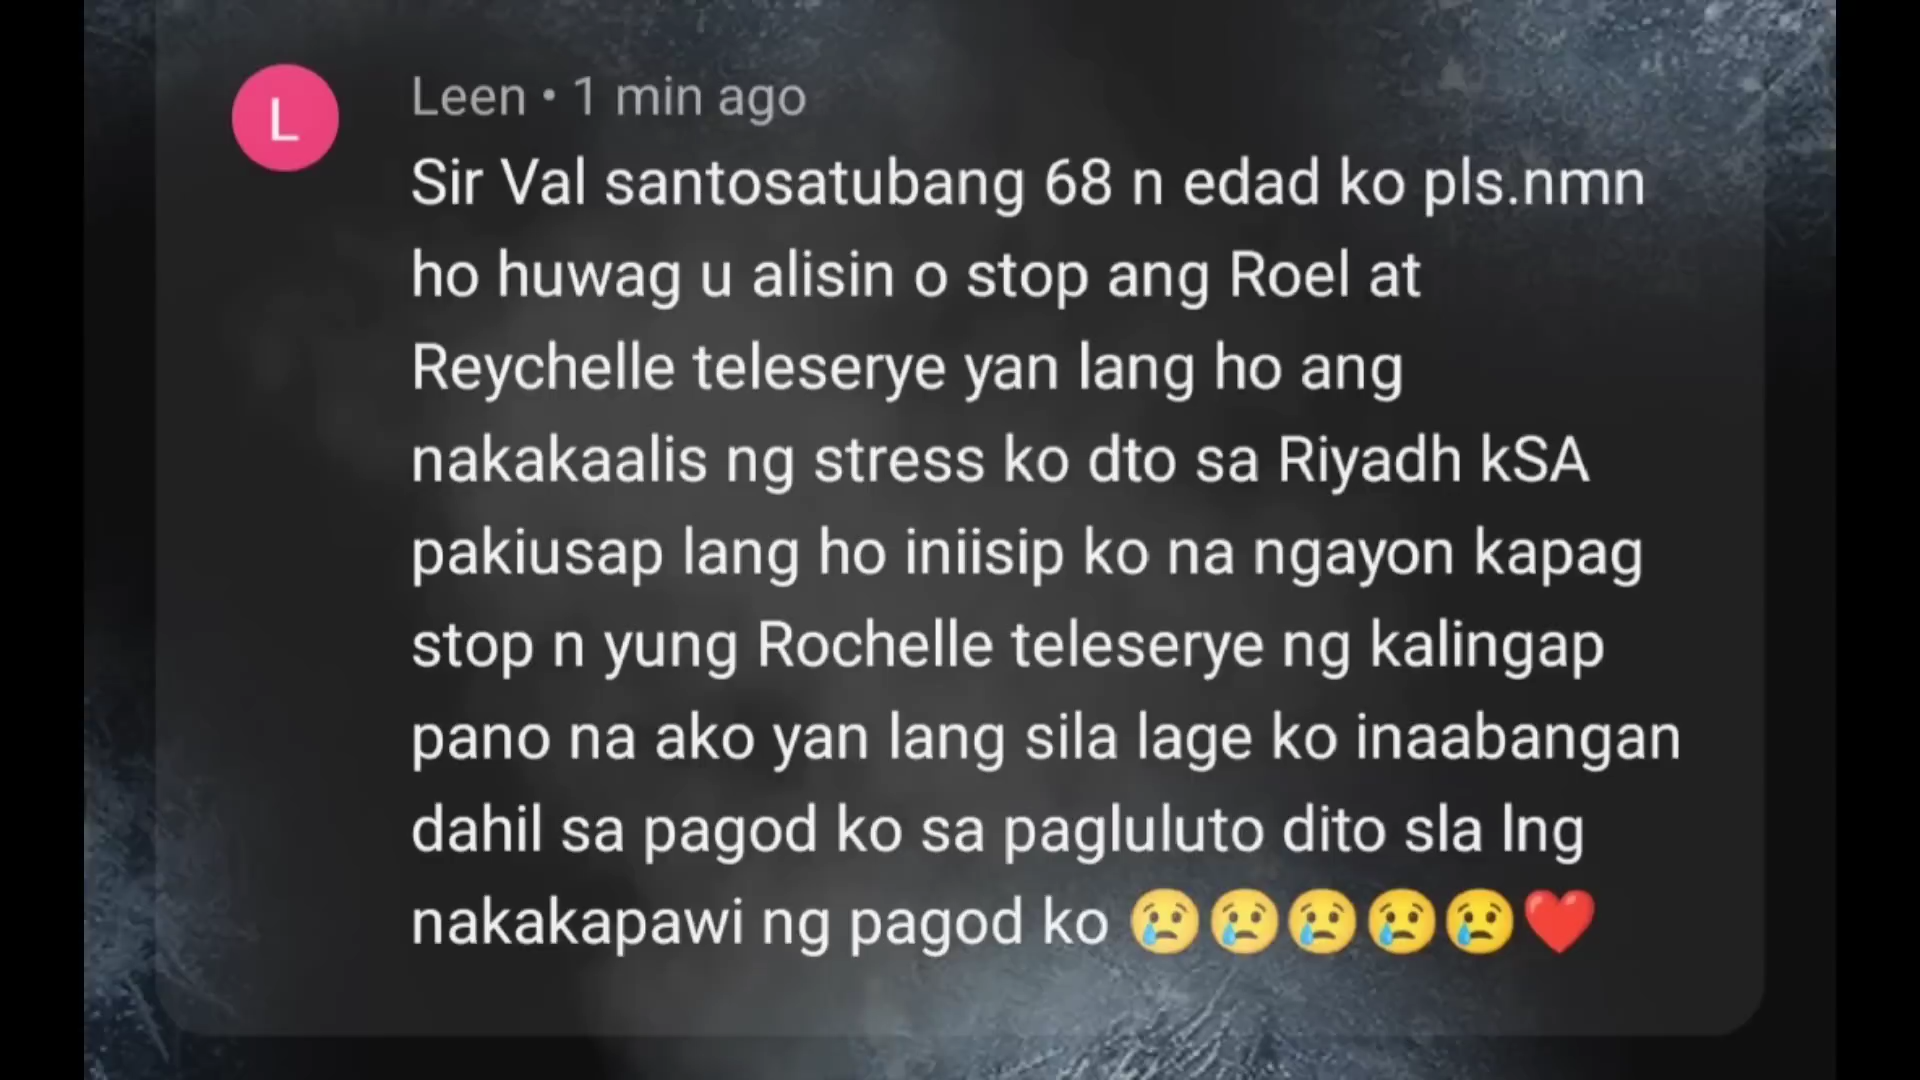 L
Leen • 1 min ago
Sir Val santosatubang 68 n edad ko pls.nmn
ho huwag u alisin o stop ang Roel at
Reychelle teleserye yan lang ho ang
nakakaalis ng stress ko dto sa Riyadh kSA
pakiusap lang ho iniisip ko na ngayon kapag
stop n yung Rochelle teleserye ng kalingap
pano na ako yan lang sila lage ko inaabangan
dahil sa pagod ko sa pagluluto dito sla lng
nakakapawi ng pagod ko 😢😢😢😢😢❤️